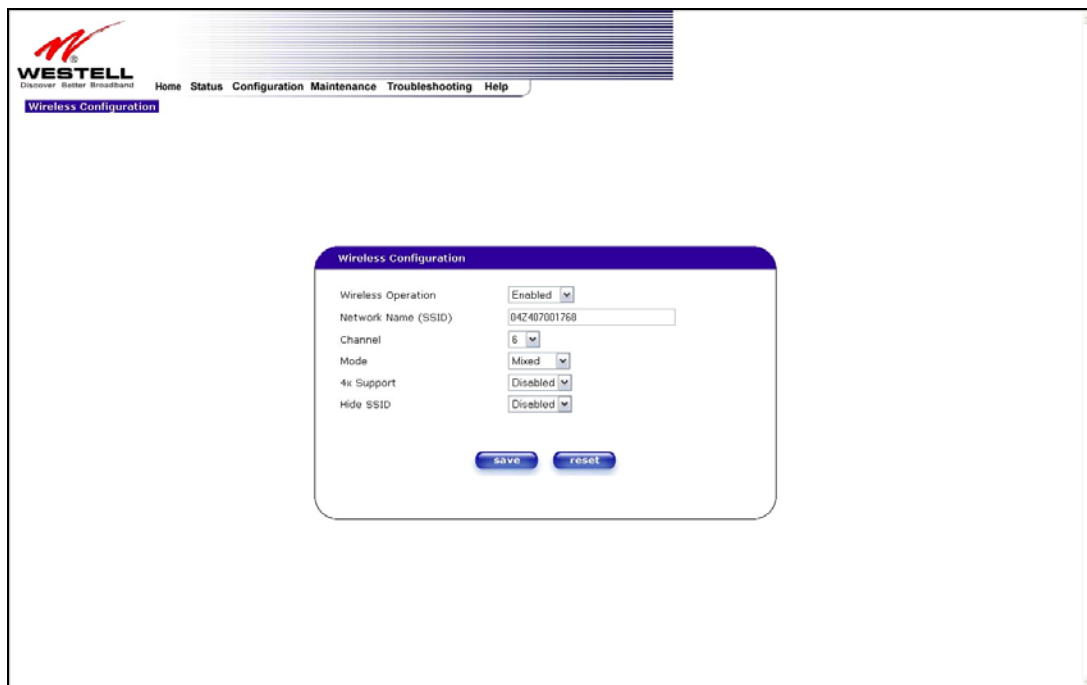 WESTELL
Discover Better Broadband
Home Status Configuration Maintenance Troubleshooting Help
Wireless Configuration
Wireless Configuration
Wireless Operation Enabled
Network Name (SSID) 04Z407001768
Channel 6
Mode Mixed
4x Support Disabled
Hide SSID Disabled
save reset